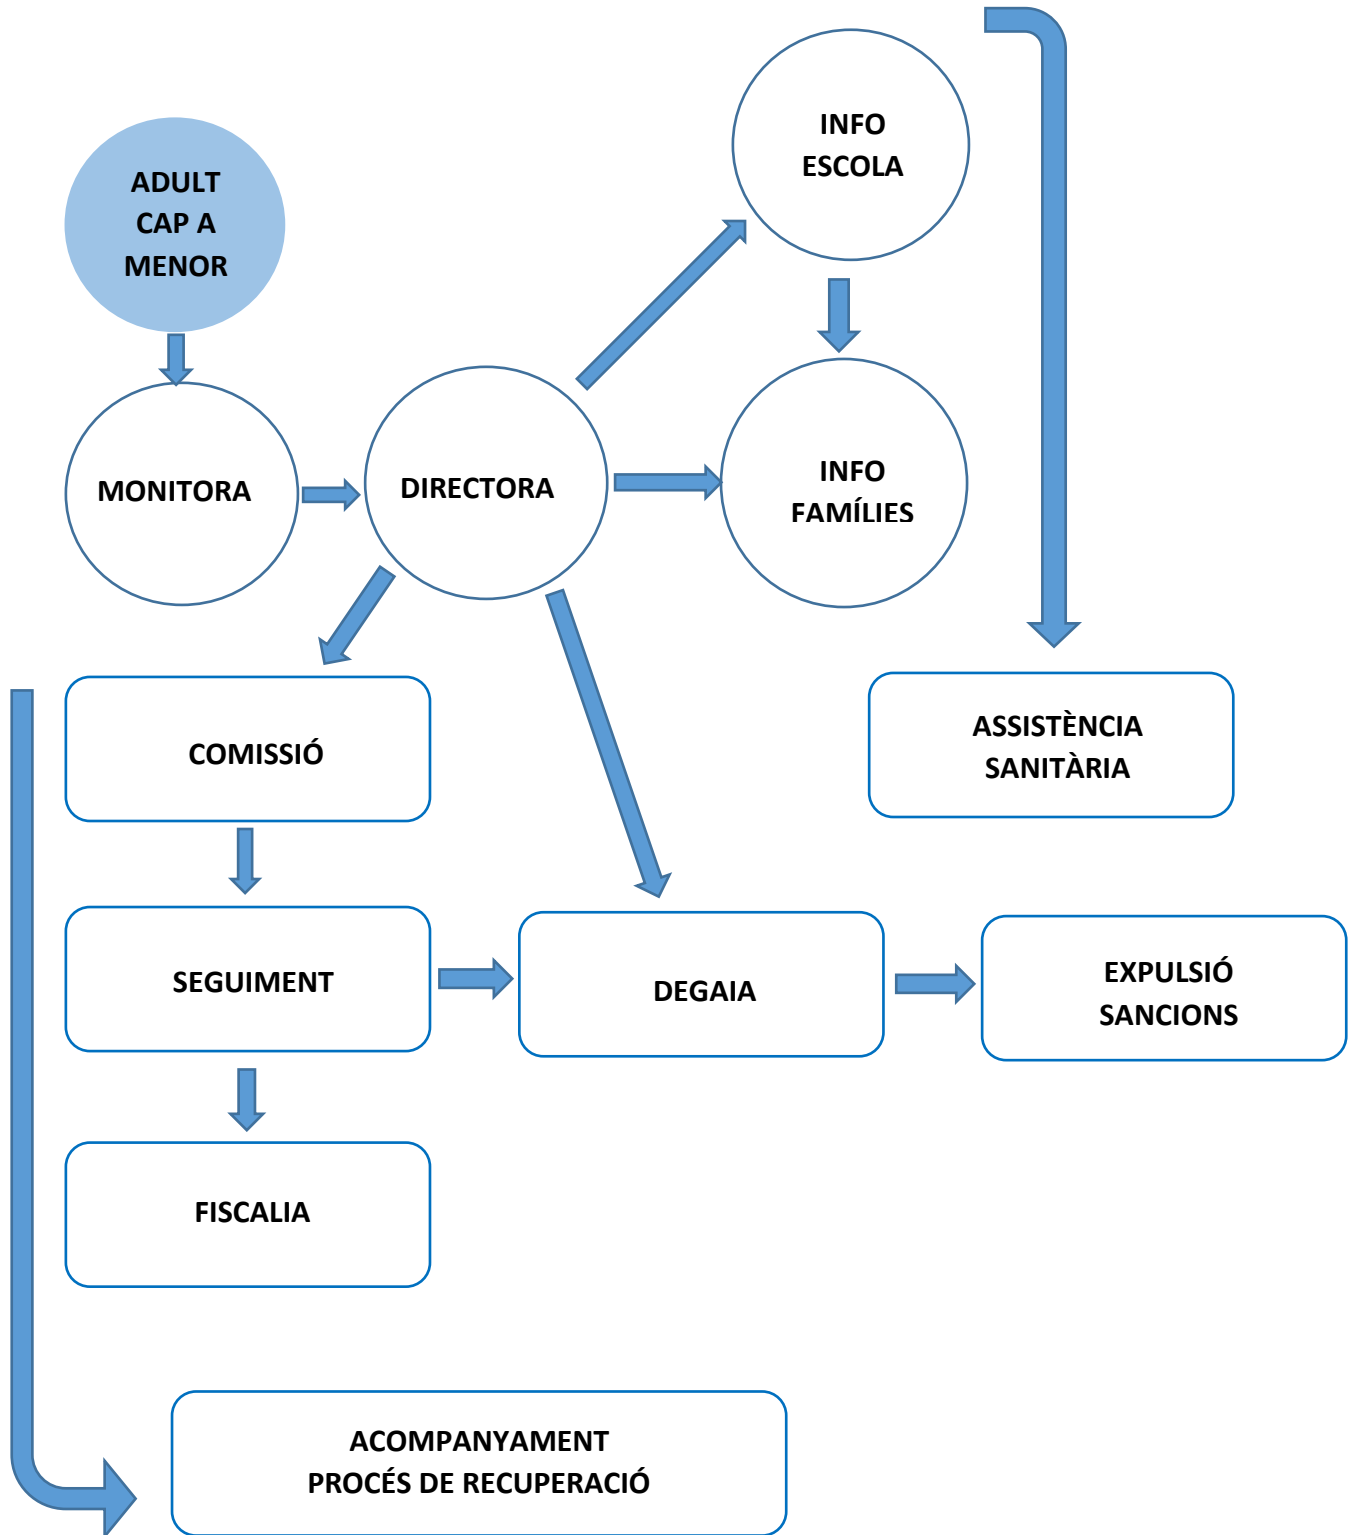 INFO
ESCOLA
ADULT
CAP A
MENOR
MONITORA
DIRECTORA
INFO
FAMÍLIES
COMISSIÓ
ASSISTÈNCIA
SANITÀRIA
SEGUIMENT
DEGAIA
EXPULSIÓ
SANCIONS
FISCALIA
ACOMPANYAMENT
PROCÉS DE RECUPERACIÓ